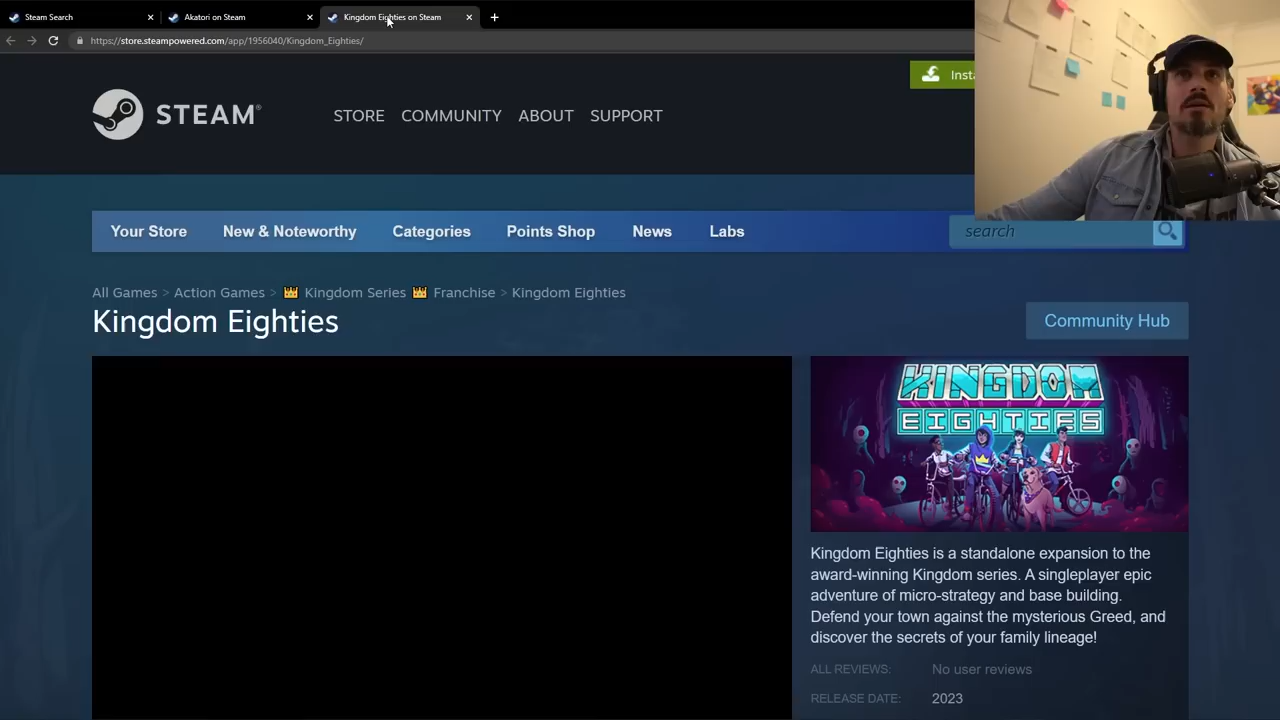 Steam Search
Akatori on Steam
Kingdom Eighties on Steam
https://store.steampowered.com/app/1956040/Kingdom_Eighties/
STEAM®
STORE COMMUNITY ABOUT SUPPORT
Insta
Your Store New & Noteworthy Categories Points Shop News Labs
search
All Games > Action Games > Kingdom Series Franchise > Kingdom Eighties
Kingdom Eighties
Community Hub
KINGDOM
EIGHTIES
Kingdom Eighties is a standalone expansion to the
award-winning Kingdom series. A singleplayer epic
adventure of micro-strategy and base building.
Defend your town against the mysterious Greed, and
discover the secrets of your family lineage!
ALL REVIEWS: No user reviews
RELEASE DATE: 2023